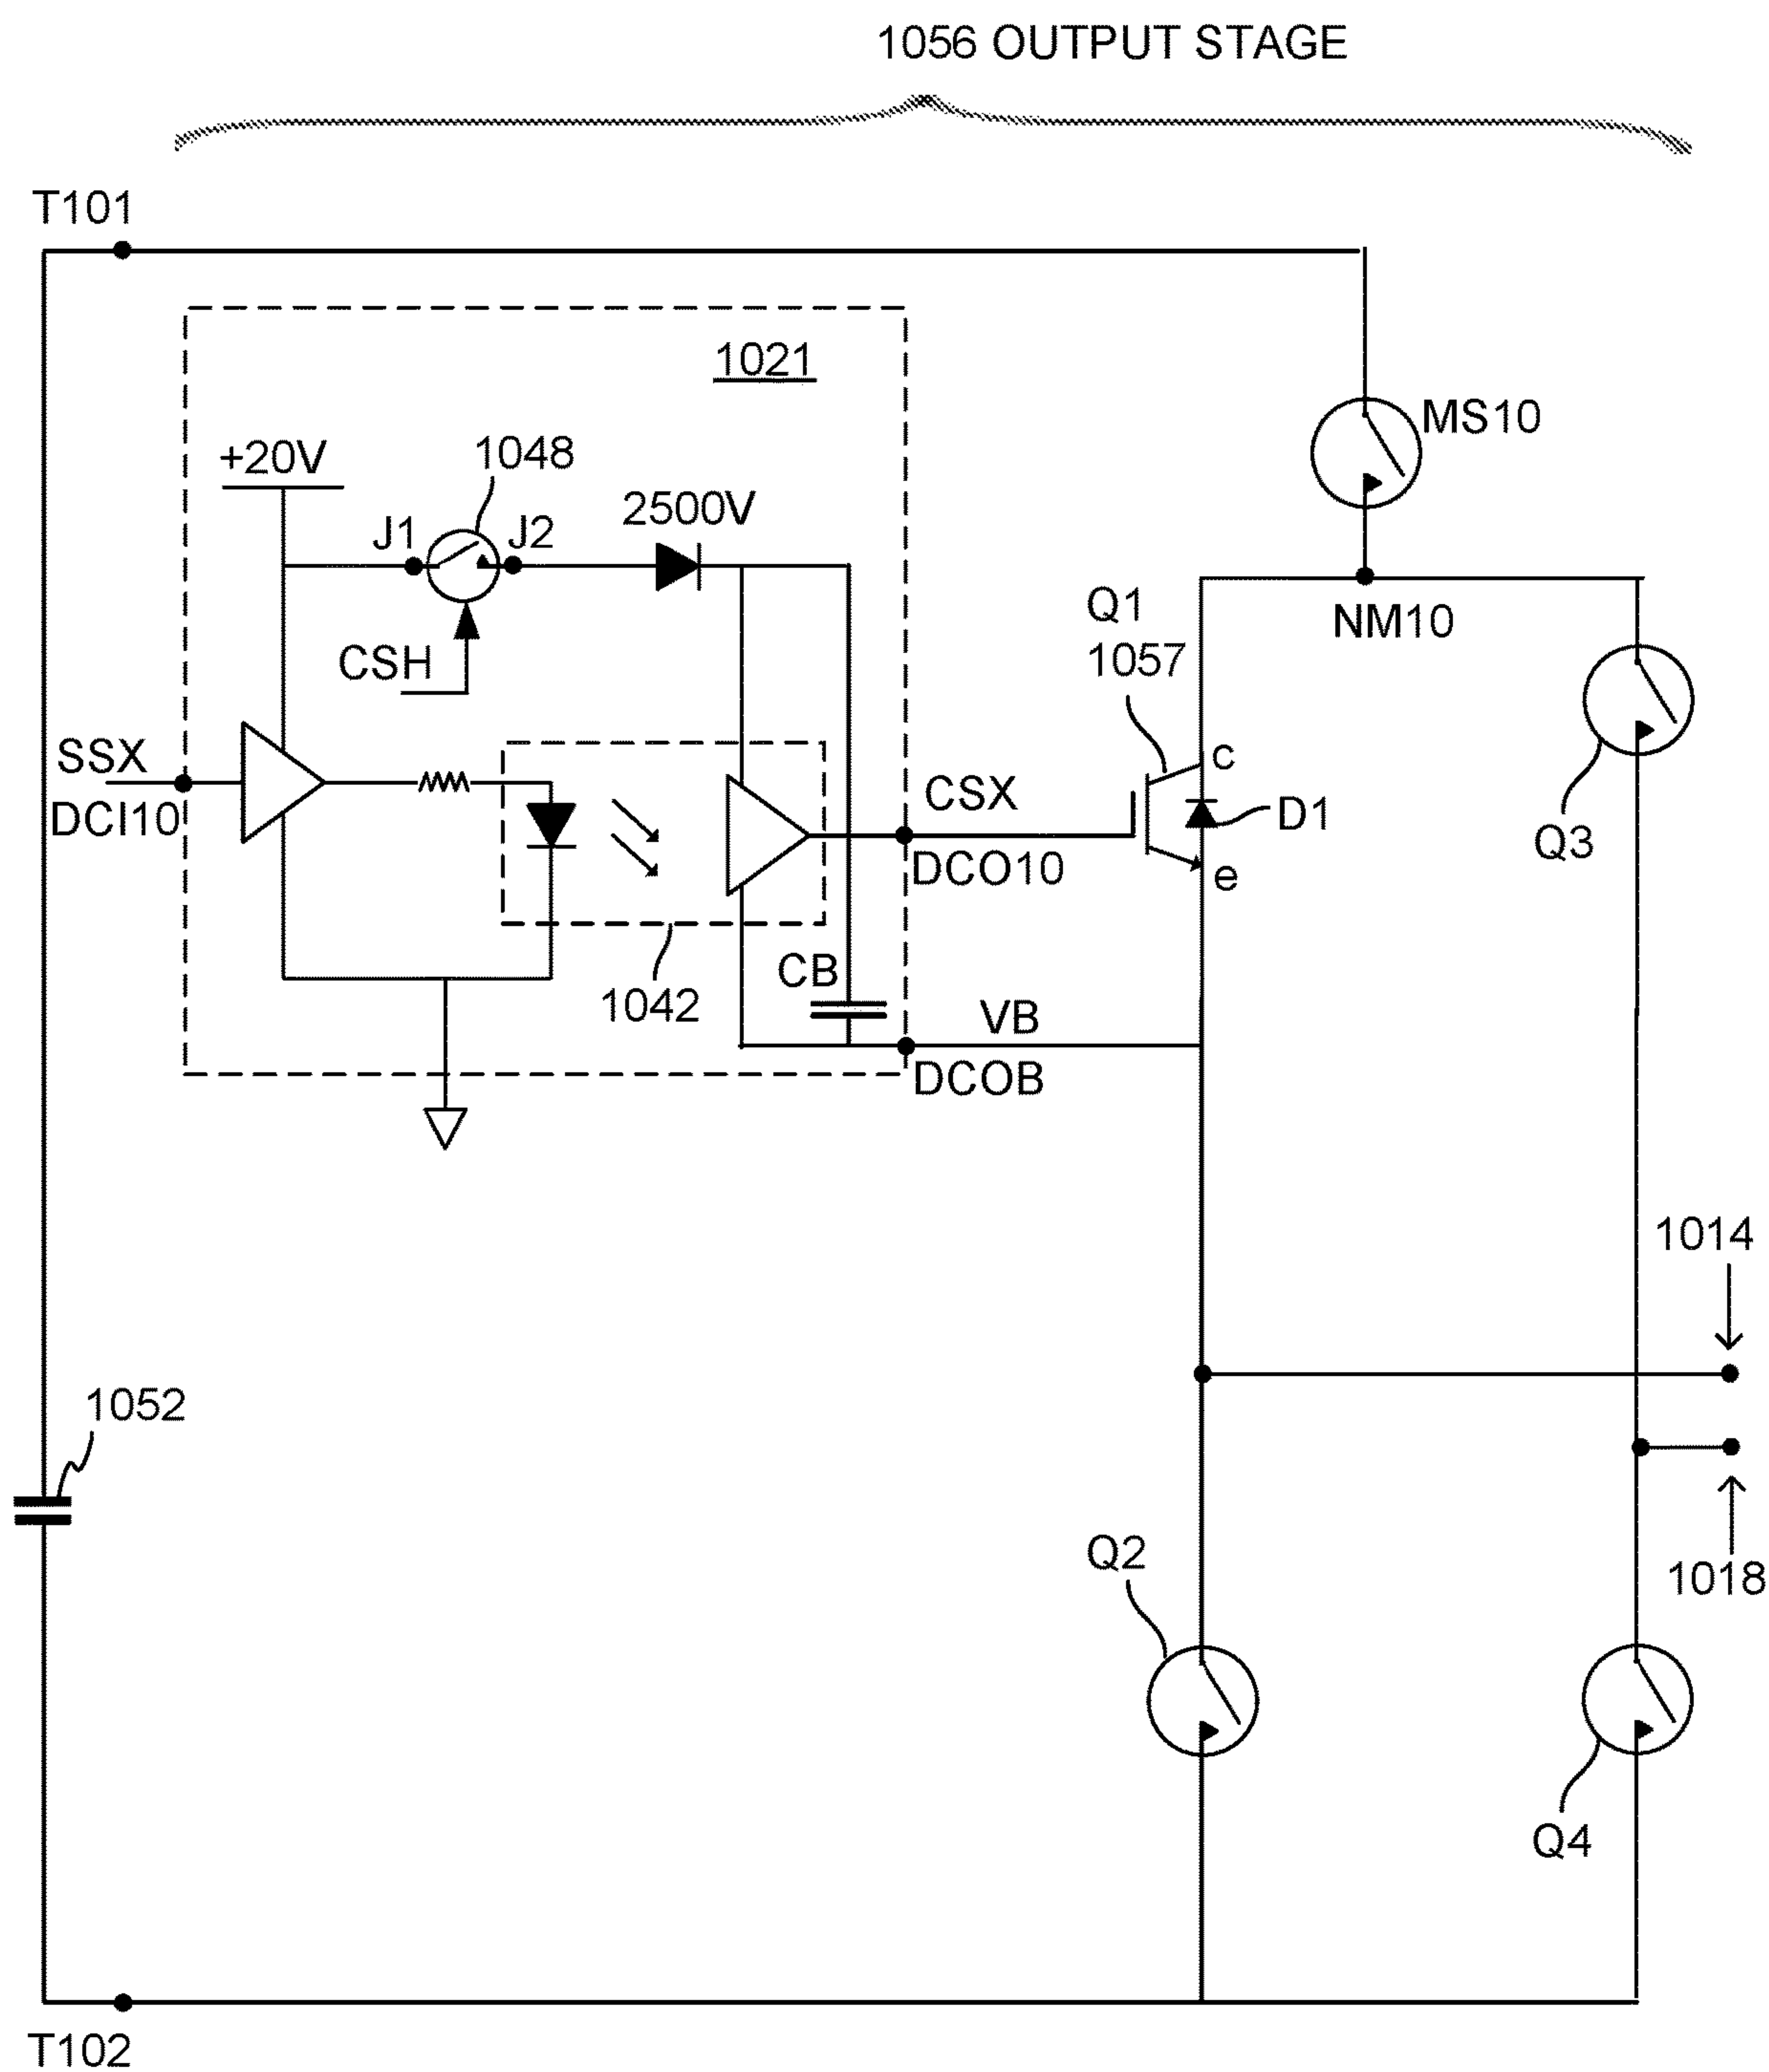 1056 OUTPUT STAGE
T101
1021
MS10
+20V
1048
2500V
J1
J2
Q1
NM10
1057
CSH
c
SSX
CSX
D1
DCI10
Q3
DCO10
e
CB
1042
VB
DCOB
1014
1052
Q2
1018
Q4
T102